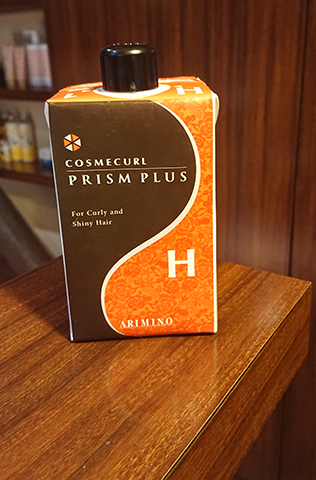 H
COSMECURL
PRISM PLUS
For Curly and
Shiny Hair
H
ARIMINO